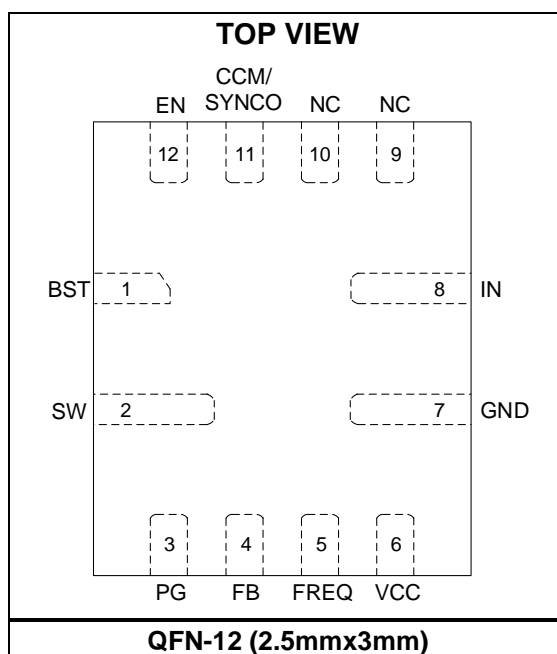 TOP VIEW
CCM/
EN SYNCO NC NC
12 11 10 9
BST 1 8 IN
SW 2 7 GND
3 4 5 6
PG FB FREQ VCC
QFN-12 (2.5mmx3mm)